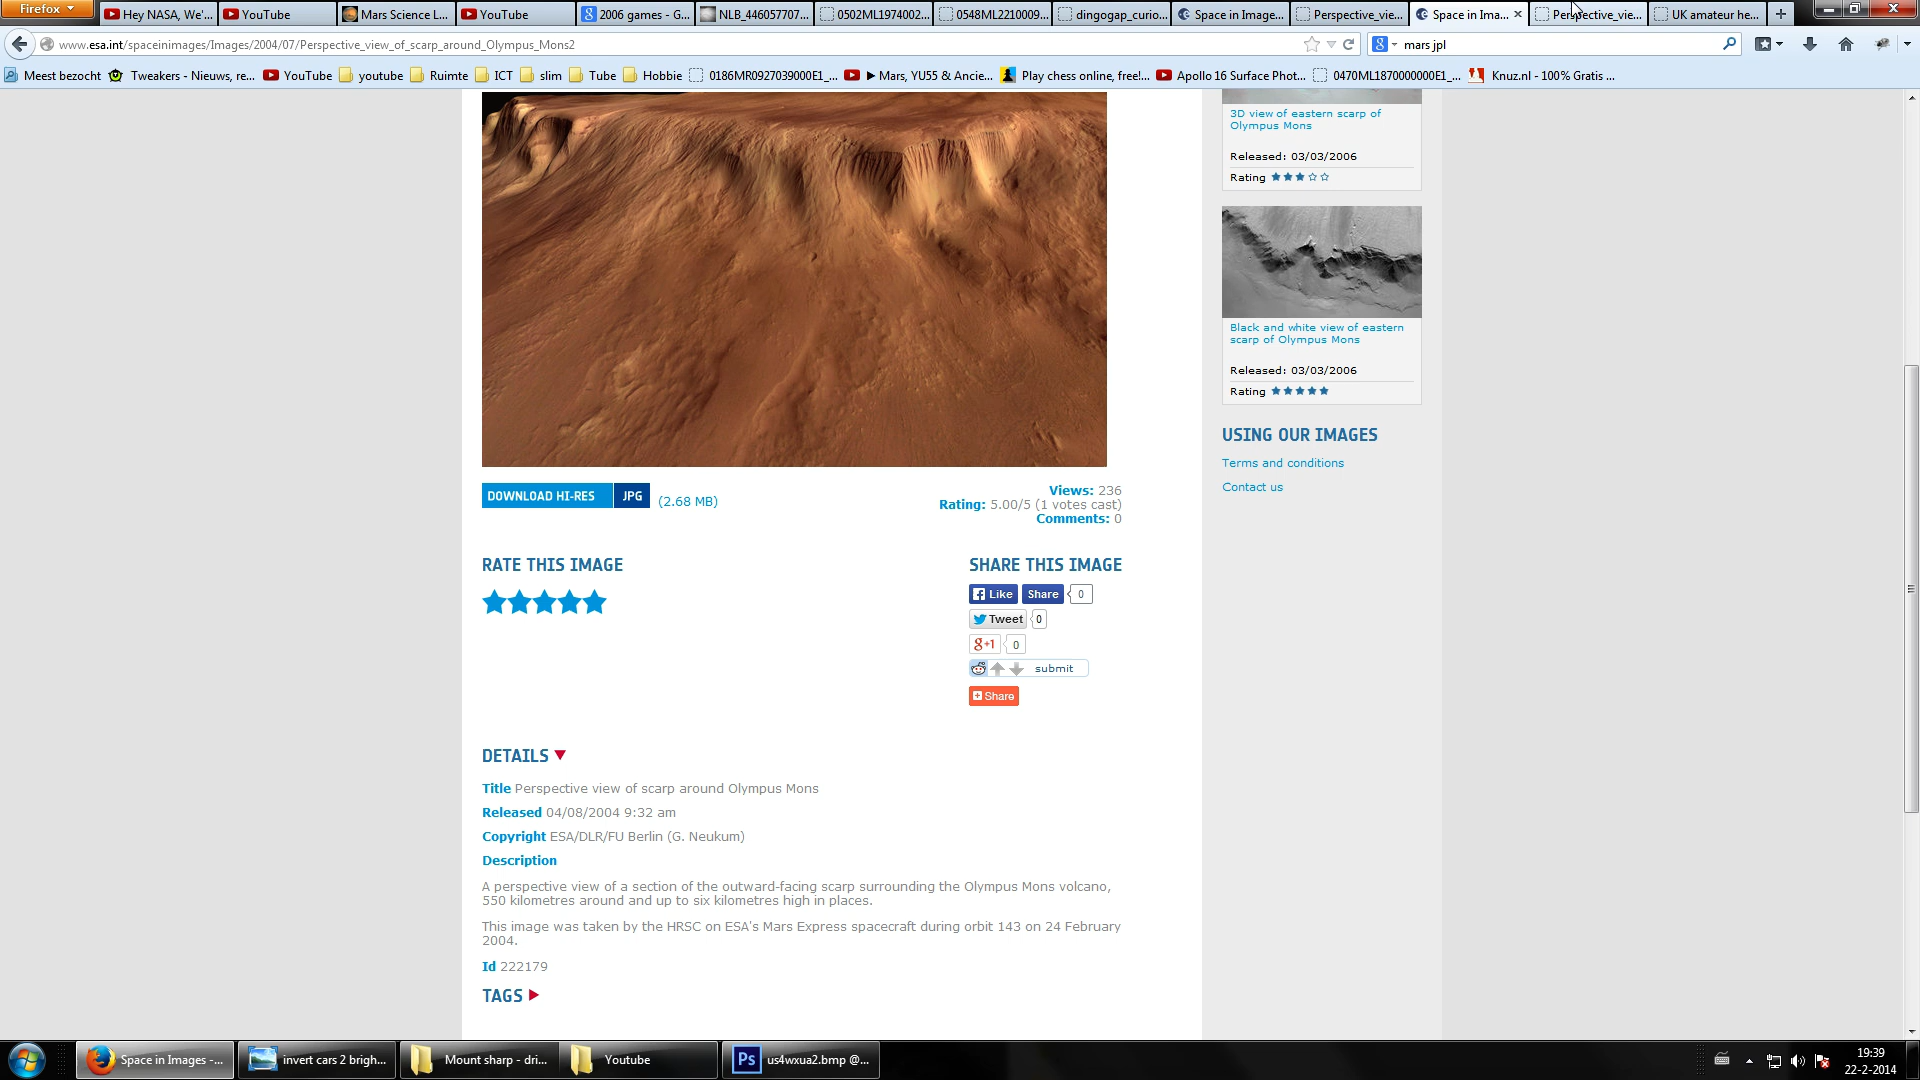 Firefox
Hey NASA, We'...
YouTube
Mars Science L...
YouTube
2006 games - G...
NLB_446057707...
0502ML1974002...
0548ML2210009...
dingogap_curio...
Space in Image...
Perspective_vie...
Space in Ima...
Perspective_vie...
UK amateur he...
www.esa.int/spaceinimages/Images/2004/07/Perspective_view_of_scarp_around_Olympus_Mons2
mars jpl
Meest bezocht
Tweakers - Nieuws, re...
YouTube
youtube
Ruimte
ICT
slim
Tube
Hobbie
0186MR0927039000E1_...
► Mars, YU55 & Ancie...
Play chess online, free!...
Apollo 16 Surface Phot...
0470ML1870000000E1_...
Knuz.nl - 100% Gratis ...
3D view of eastern scarp of
Olympus Mons
Released: 03/03/2006
Rating
Black and white view of eastern
scarp of Olympus Mons
Released: 03/03/2006
Rating
USING OUR IMAGES
Terms and conditions
Contact us
DOWNLOAD HI-RES JPG (2.68 MB)
Views: 236
Rating: 5.00/5 (1 votes cast)
Comments: 0
RATE THIS IMAGE
SHARE THIS IMAGE
Like Share 0
Tweet 0
g+1 0
submit
Share
DETAILS
Title Perspective view of scarp around Olympus Mons
Released 04/08/2004 9:32 am
Copyright ESA/DLR/FU Berlin (G. Neukum)
Description
A perspective view of a section of the outward-facing scarp surrounding the Olympus Mons volcano,
550 kilometres around and up to six kilometres high in places.
This image was taken by the HRSC on ESA's Mars Express spacecraft during orbit 143 on 24 February
2004.
Id 222179
TAGS
Space in Images -...
invert cars 2 brigh...
Mount sharp - dri...
Youtube
Ps us4wxua2.bmp @...
19:39
22-2-2014